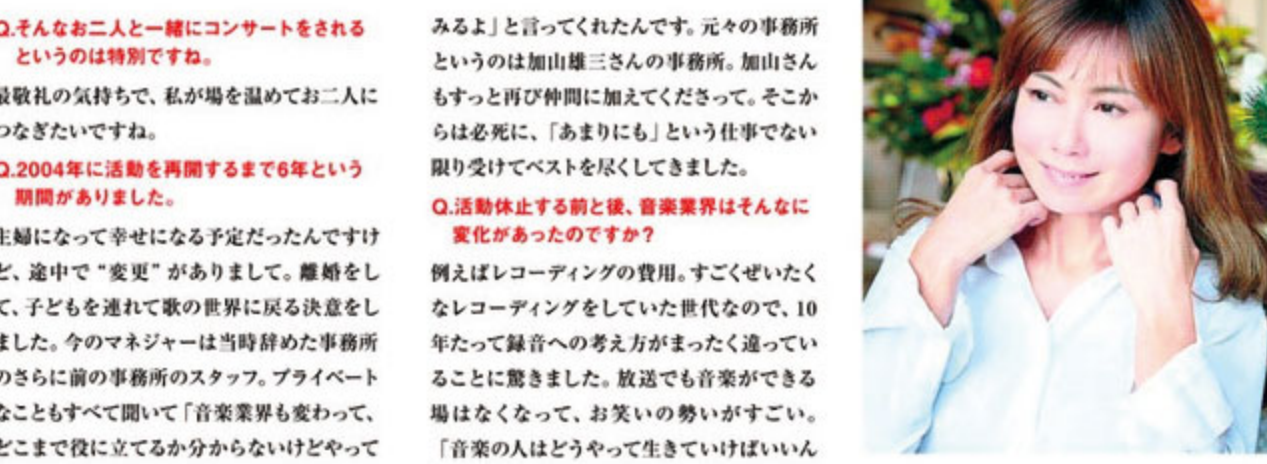 Q.そんなお二人と一緒にコンサートをされる
というのは特別ですね。
最敬礼の気持ちで、私が場を温めてお二人に
つなぎたいですね。
Q.2004年に活動を再開するまで6年という
期間がありました。
主婦になって幸せになる予定だったんですけ
ど、途中で“変更”がありまして。離婚をし
て、子どもを連れて歌の世界に戻る決意をし
ました。今のマネジャーは当時辞めた事務所
のさらに前の事務所のスタッフ。プライベート
なこともすべて聞いて「音楽業界も変わって、
どこまで役に立てるか分からないけどやって
みるよ」と言ってくれたんです。元々の事務所
というのは加山雄三さんの事務所。加山さん
もすっと再び仲間に加えてくださって。そこか
らは必死に、「あまりにも」という仕事でない
限り受けてベストを尽くしてきました。
Q.活動休止する前と後、音楽業界はそんなに
変化があったのですか？
例えばレコーディングの費用。すごくぜいたく
なレコーディングをしていた世代なので、10
年たって録音への考え方がまったく違ってい
ることに驚きました。放送でも音楽ができる
場はなくなって、お笑いの勢いがすごい。
「音楽の人はどうやって生きていけばいいん